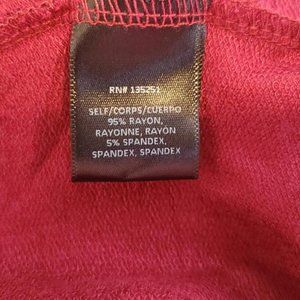 RN# 135251
SELF/CORPS/CUERPO
95% RAYON,
RAYONNE, RAYON
5% SPANDEX,
SPANDEX, SPANDEX